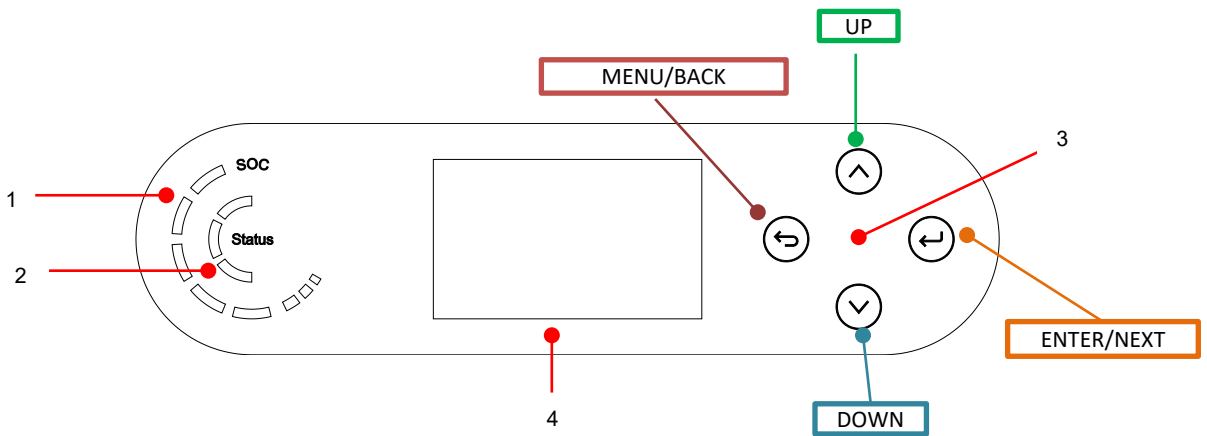 UP
MENU/BACK
3
SOC
1
Status
2
ENTER/NEXT
4
DOWN